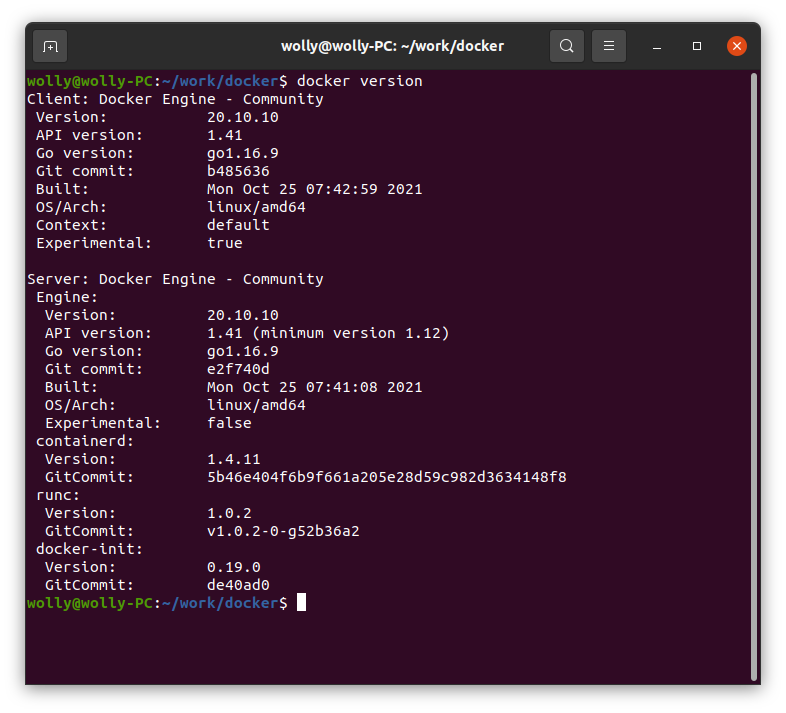 wolly@wolly-PC: ~/work/docker
wolly@wolly-PC:~/work/docker$ docker version
Client: Docker Engine - Community
 Version:           20.10.10
 API version:       1.41
 Go version:        go1.16.9
 Git commit:        b485636
 Built:             Mon Oct 25 07:42:59 2021
 OS/Arch:           linux/amd64
 Context:           default
 Experimental:      true

Server: Docker Engine - Community
 Engine:
  Version:          20.10.10
  API version:      1.41 (minimum version 1.12)
  Go version:       go1.16.9
  Git commit:       e2f740d
  Built:            Mon Oct 25 07:41:08 2021
  OS/Arch:          linux/amd64
  Experimental:     false
 containerd:
  Version:          1.4.11
  GitCommit:        5b46e404f6b9f661a205e28d59c982d3634148f8
 runc:
  Version:          1.0.2
  GitCommit:        v1.0.2-0-g52b36a2
 docker-init:
  Version:          0.19.0
  GitCommit:        de40ad0
wolly@wolly-PC:~/work/docker$